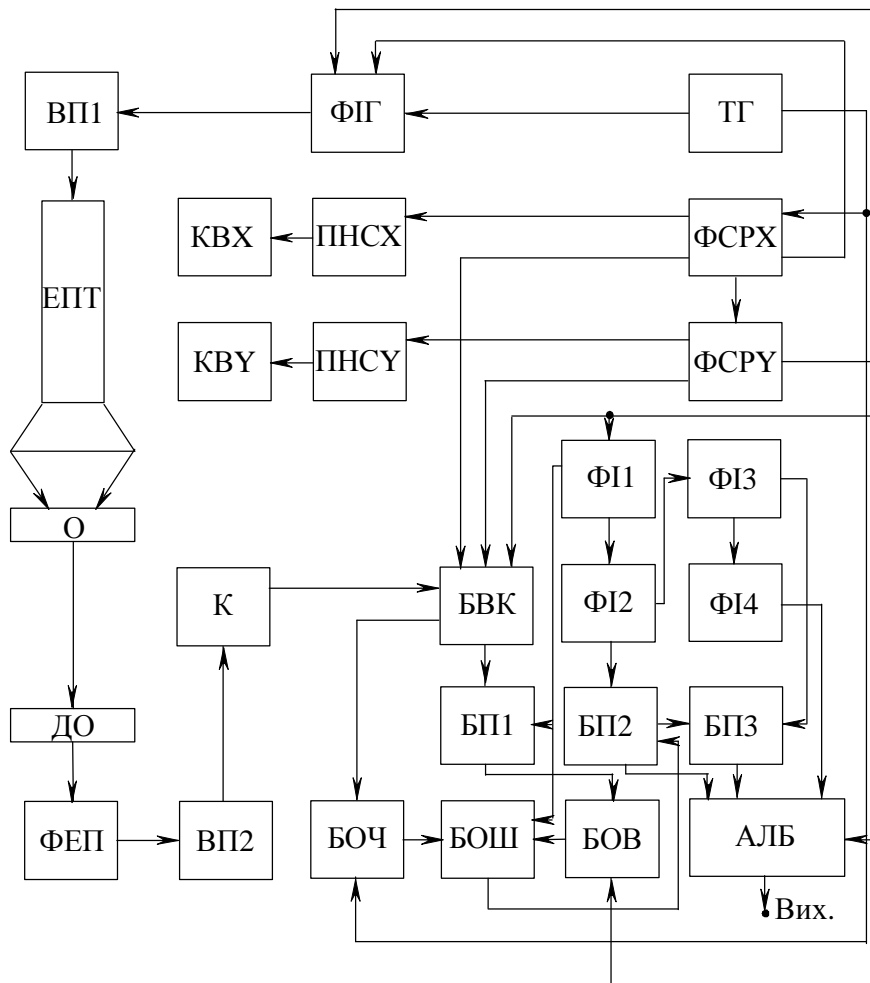 ВП1
ФІГ
ТГ
КВХ
ПНСХ
ФСРХ
ЕПТ
КВY
ПНСY
ФСРY
ФІ1
ФІ3
О
К
БВК
ФІ2
ФІ4
ДО
БП1
БП2
БП3
ФЕП
ВП2
БОЧ
БОШ
БОВ
АЛБ
Вих.